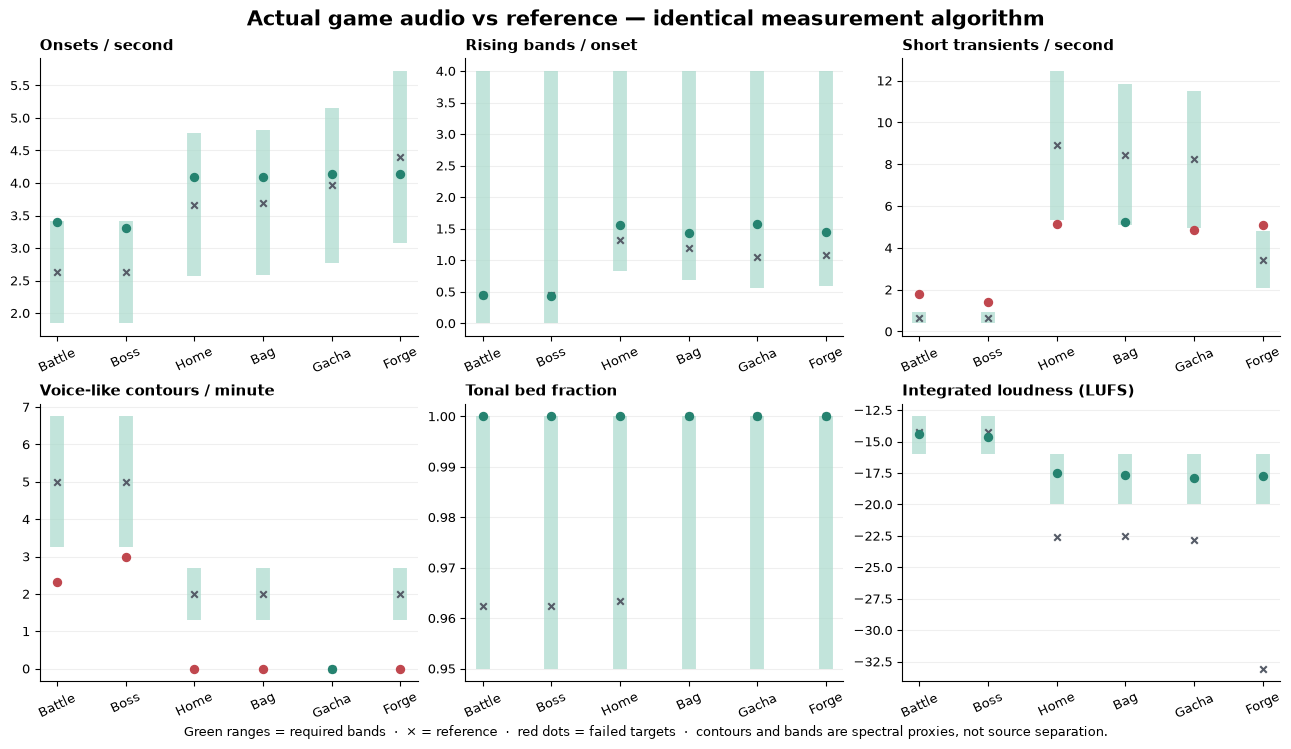 Actual game audio vs reference — identical measurement algorithm
Onsets / second
5.5
5.0
4.5
4.0
3.5
3.0
2.5
2.0
Battle
Boss
Home
Bag
Gacha
Forge
Rising bands / onset
4.0
3.5
3.0
2.5
2.0
1.5
1.0
0.5
0.0
Battle
Boss
Home
Bag
Gacha
Forge
Short transients / second
12
10
8
6
4
2
0
Battle
Boss
Home
Bag
Gacha
Forge
Voice-like contours / minute
7
6
5
4
3
2
1
0
Battle
Boss
Home
Bag
Gacha
Forge
Tonal bed fraction
1.00
0.99
0.98
0.97
0.96
0.95
Battle
Boss
Home
Bag
Gacha
Forge
Integrated loudness (LUFS)
−12.5
−15.0
−17.5
−20.0
−22.5
−25.0
−27.5
−30.0
−32.5
Battle
Boss
Home
Bag
Gacha
Forge
Green ranges = required bands · × = reference · red dots = failed targets · contours and bands are spectral proxies, not source separation.